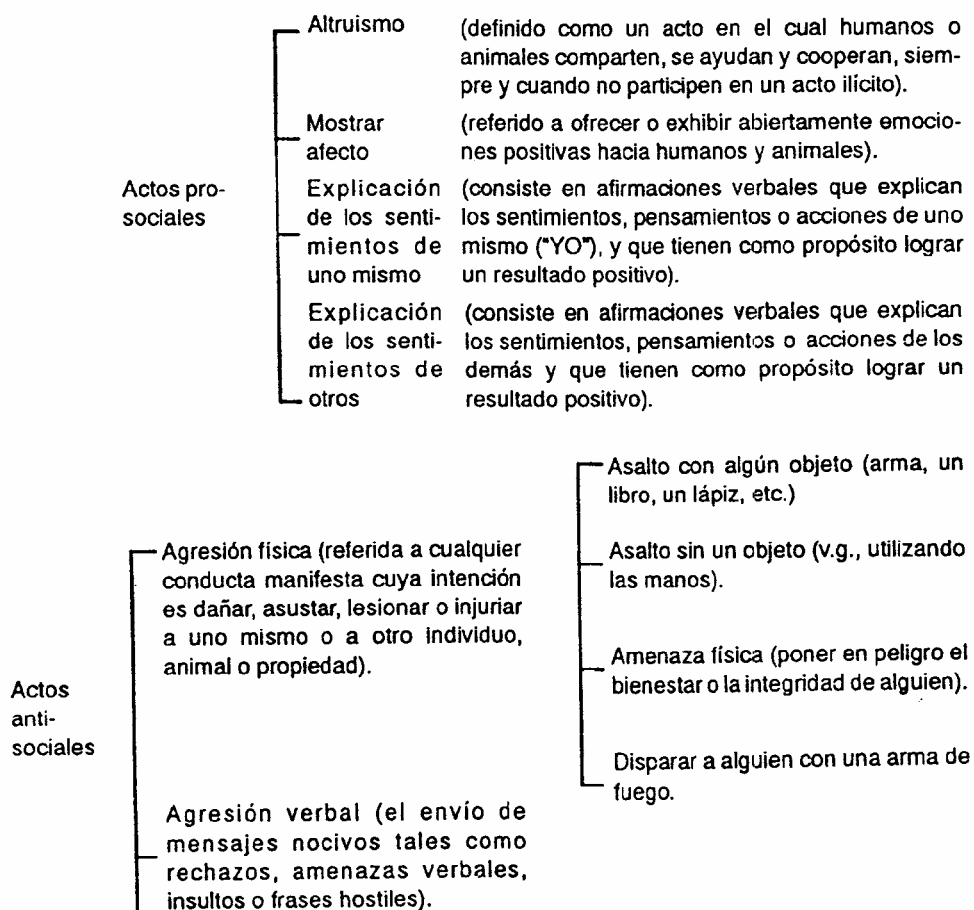 Altruismo (definido como un acto en el cual humanos o
animales comparten, se ayudan y cooperan, siem-
pre y cuando no participen en un acto ilícito).
Mostrar (referido a ofrecer o exhibir abiertamente emocio-
afecto nes positivas hacia humanos y animales).
Actos pro-
sociales
Explicación (consiste en afirmaciones verbales que explican
de los senti- los sentimientos, pensamientos o acciones de uno
mientos de mismo ("YO"), y que tienen como propósito lograr
uno mismo un resultado positivo).
Explicación (consiste en afirmaciones verbales que explican
de los senti- los sentimientos, pensamientos o acciones de los
mientos de demás y que tienen como propósito lograr un
otros resultado positivo).
Actos
anti-
sociales
Agresión física (referida a cualquier
conducta manifesta cuya intención
es dañar, asustar, lesionar o injuriar
a uno mismo o a otro individuo,
animal o propiedad).
Asalto con algún objeto (arma, un
libro, un lápiz, etc.)
Asalto sin un objeto (v.g., utilizando
las manos).
Amenaza física (poner en peligro el
bienestar o la integridad de alguien).
Disparar a alguien con una arma de
fuego.
Agresión verbal (el envío de
mensajes nocivos tales como
rechazos, amenazas verbales,
insultos o frases hostiles).